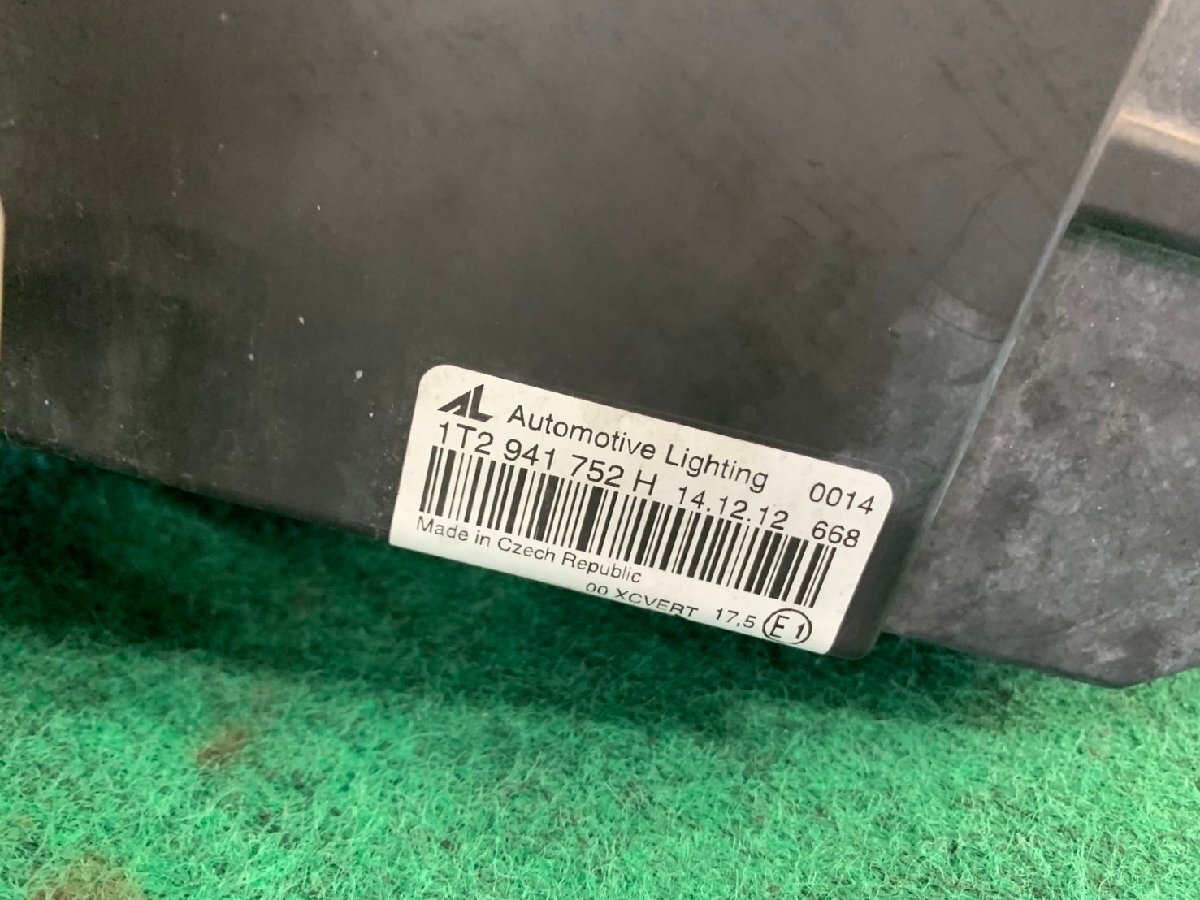 AL Automotive Lighting 0014
1T2 941 752 H 14.12.12 668
Made in Czech Republic
00 XCVERT 17,5 E1